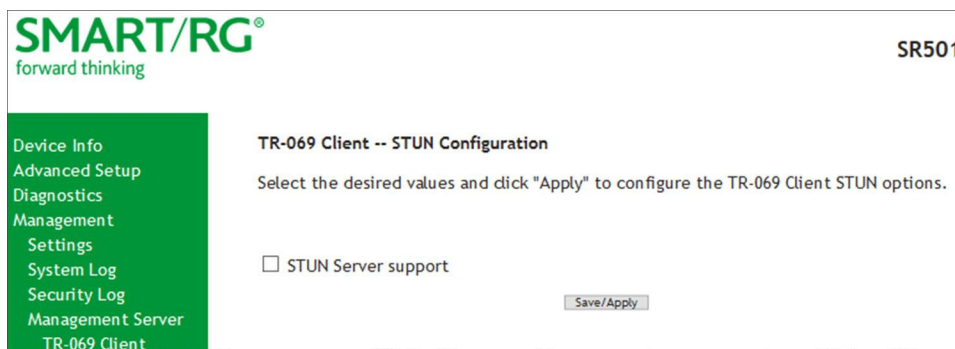 SMART/RG®
forward thinking
SR501
Device Info
Advanced Setup
Diagnostics
Management
Settings
System Log
Security Log
Management Server
TR-069 Client
TR-069 Client -- STUN Configuration
Select the desired values and click "Apply" to configure the TR-069 Client STUN options.
STUN Server support
Save/Apply